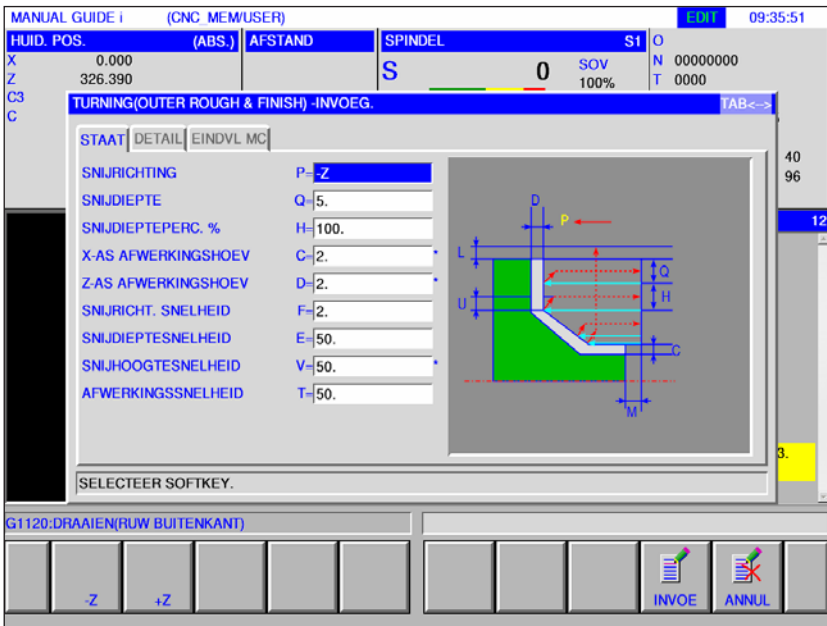 MANUAL GUIDE i (CNC_MEM/USER) EDIT 09:35:51
HUID. POS. (ABS.) AFSTAND SPINDEL S1 O
X 0.000 S 0 SOV N 00000000
Z 326.390 100% T 0000
C3
C
TURNING(OUTER ROUGH & FINISH) -INVOEG. TAB<-->
STAAT DETAIL EINDVL MC
SNIJRICHTING P=-Z
SNIJDIEPTE Q=5.
SNIJDIEPTEPERC. % H=100.
X-AS AFWERKINGSHOEV C=2. *
Z-AS AFWERKINGSHOEV D=2. *
SNIJRICHT. SNELHEID F=2.
SNIJDIEPTESNELHEID E=50.
SNIJHOOGTESNELHEID V=50. *
AFWERKINGSSNELHEID T=50.
D
P
L
Q
U
H
C
M
40
96
12
3.
SELECTEER SOFTKEY.
G1120:DRAAIEN(RUW BUITENKANT)
-Z +Z INVOE ANNUL